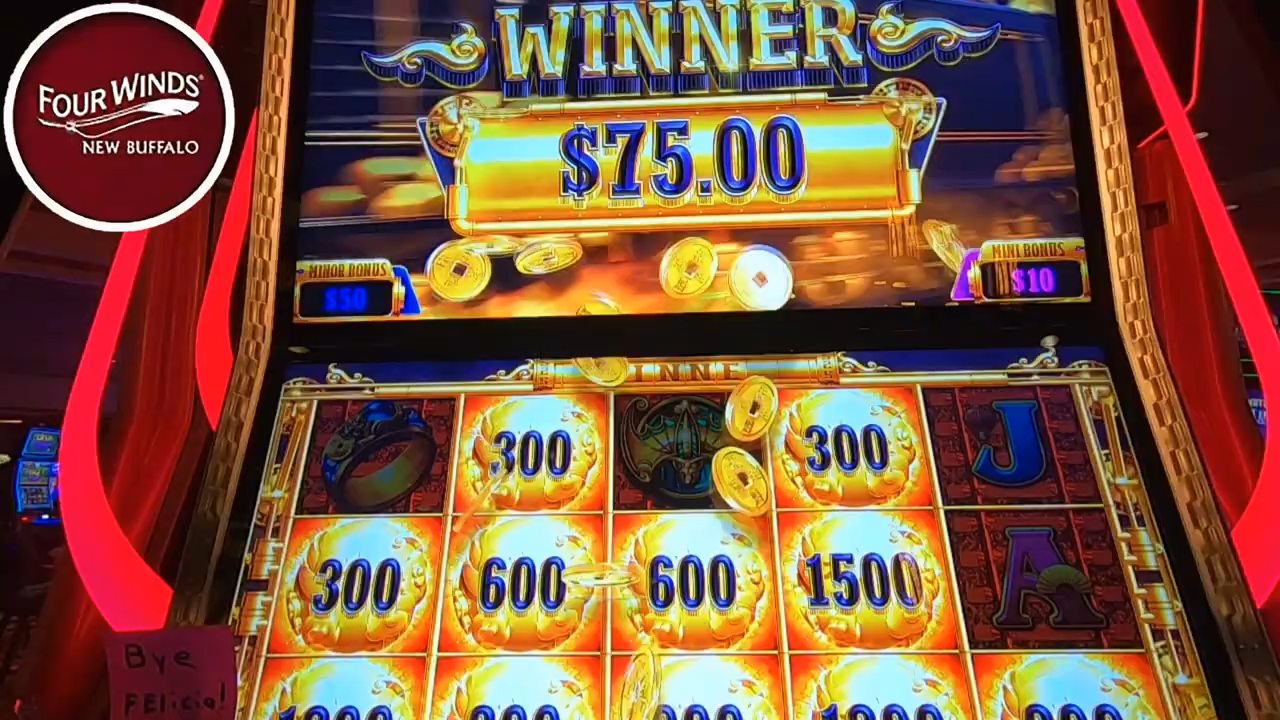 FOUR WINDS®
NEW BUFFALO
WINNER
$75.00
MINOR BONUS
$50
MINI BONUS
$10
300
300
J
300
600
600
1500
A
Bye
FElicia!